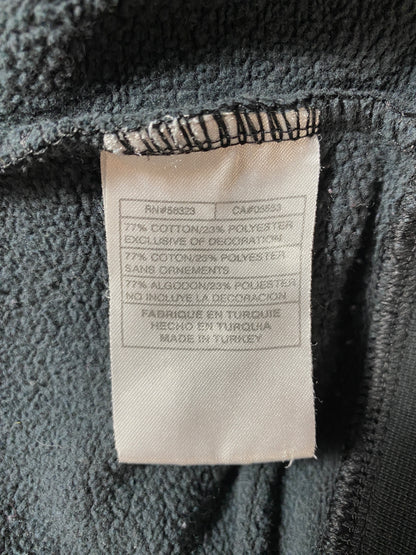 RN#56323 CA#05553
77% COTTON/23% POLYESTER
EXCLUSIVE OF DECORATION
77% COTON/23% POLYESTER
SANS ORNEMENTS
77% ALGODON/23% POLIESTER
NO INCLUYE LA DECORACION
FABRIQUÉ EN TURQUIE
HECHO EN TURQUIA
MADE IN TURKEY